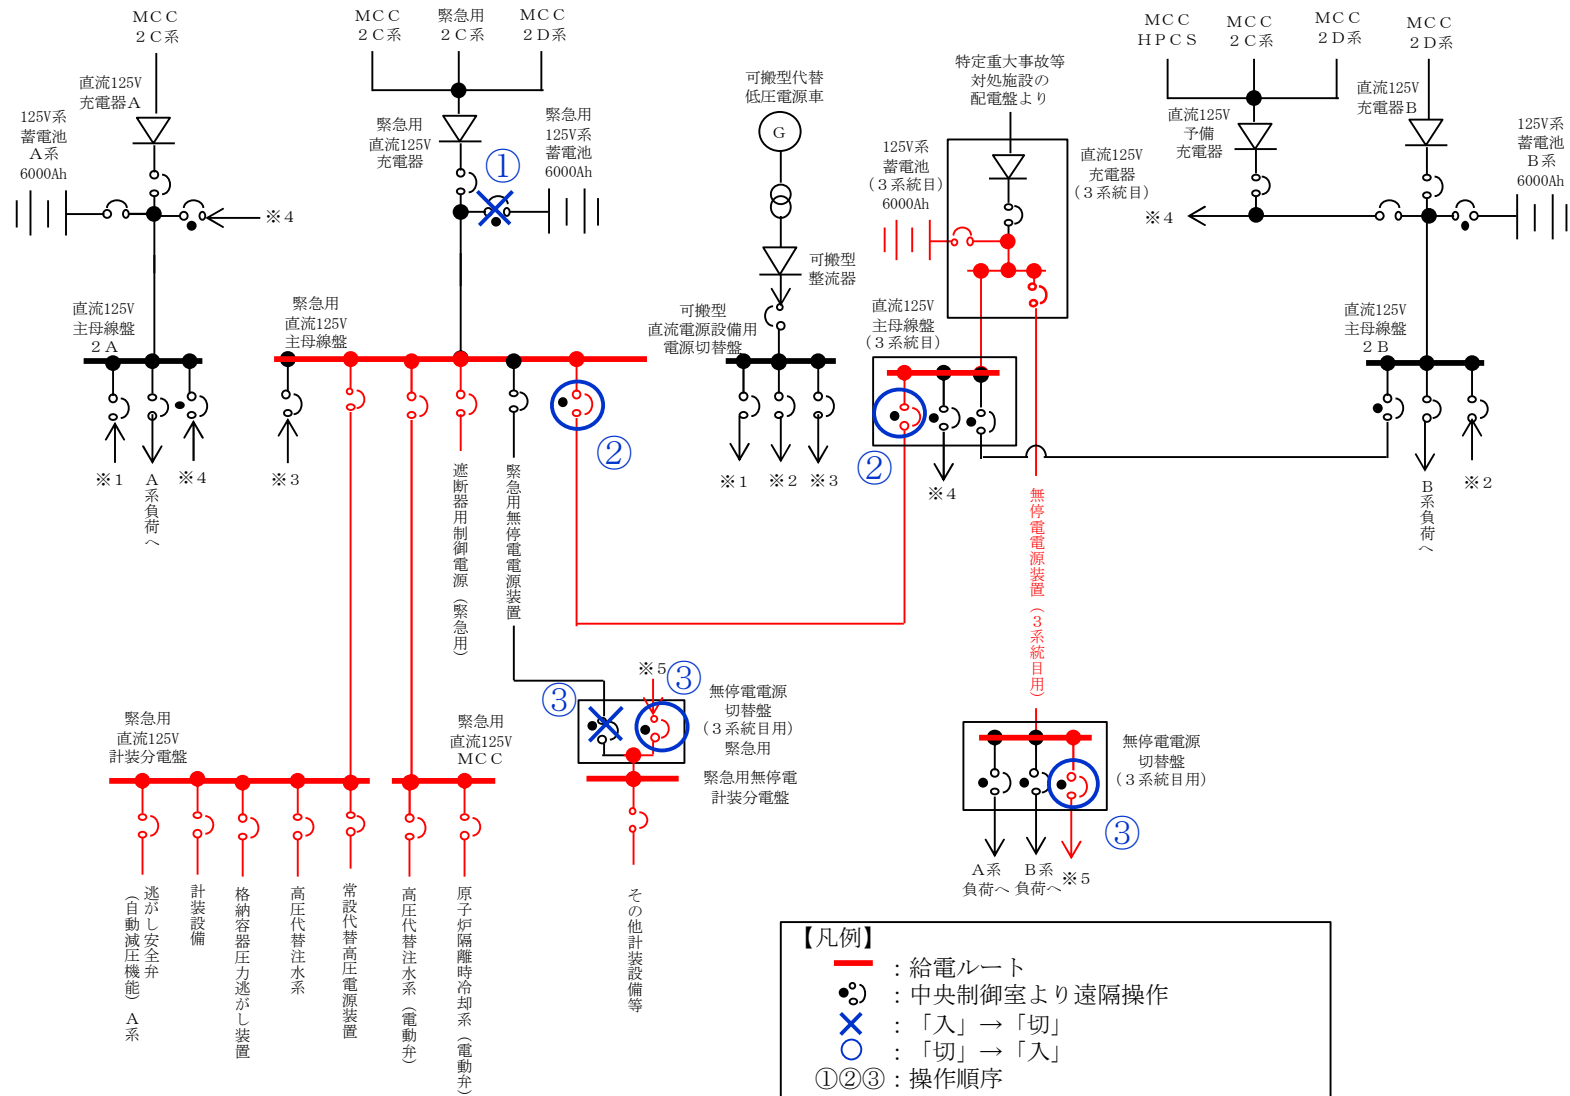 ＭＣＣ
２Ｃ系
直流125V
充電器Ａ
125V系
蓄電池
Ａ系
6000Ah
※４
直流125V
主母線盤
２Ａ
※１
Ａ系負荷へ
※４
ＭＣＣ
２Ｃ系
緊急用
２Ｃ系
ＭＣＣ
２Ｄ系
緊急用
直流125V
充電器
①
緊急用
125V系
蓄電池
6000Ah
緊急用
直流125V
主母線盤
※３
遮断器用制御電源（緊急用）
緊急用無停電電源装置
②
可搬型代替
低圧電源車
G
可搬型
整流器
可搬型
直流電源設備用
電源切替盤
※１
※２
※３
特定重大事故等
対処施設の
配電盤より
125V系
蓄電池
（３系統目）
6000Ah
直流125V
充電器
（３系統目）
直流125V
主母線盤
（３系統目）
②
※４
無停電電源装置（３系統目用）
ＭＣＣ
ＨＰＣＳ
ＭＣＣ
２Ｃ系
ＭＣＣ
２Ｄ系
ＭＣＣ
２Ｄ系
直流125V
予備
充電器
直流125V
充電器Ｂ
125V系
蓄電池
Ｂ系
6000Ah
※４
直流125V
主母線盤
２Ｂ
Ｂ系負荷へ
※２
③
※５
③
無停電電源
切替盤
（３系統目用）
緊急用
緊急用無停電
計装分電盤
その他計装設備等
無停電電源
切替盤
（３系統目用）
③
Ａ系
負荷へ
Ｂ系
負荷へ
※５
緊急用
直流125V
計装分電盤
緊急用
直流125V
ＭＣＣ
逃がし安全弁
（自動減圧機能）Ａ系
計装設備
格納容器圧力逃がし装置
高圧代替注水系
常設代替高圧電源装置
高圧代替注水系（電動弁）
原子炉隔離時冷却系（電動弁）
【凡例】
：給電ルート
：中央制御室より遠隔操作
：「入」→「切」
：「切」→「入」
①②③：操作順序